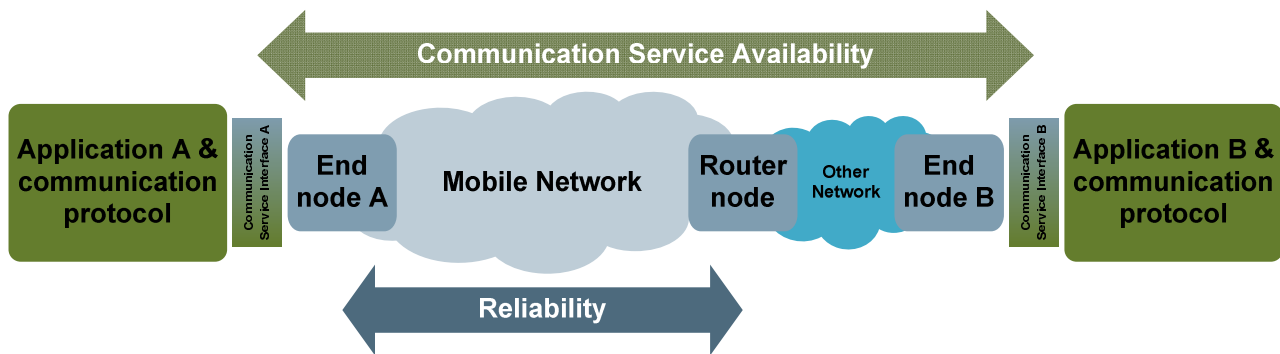 Communication Service Availability
Application A &
communication
protocol
Communication
Service Interface A
End
node A
Mobile Network
Router
node
Other
Network
End
node B
Communication
Service Interface B
Application B &
communication
protocol
Reliability